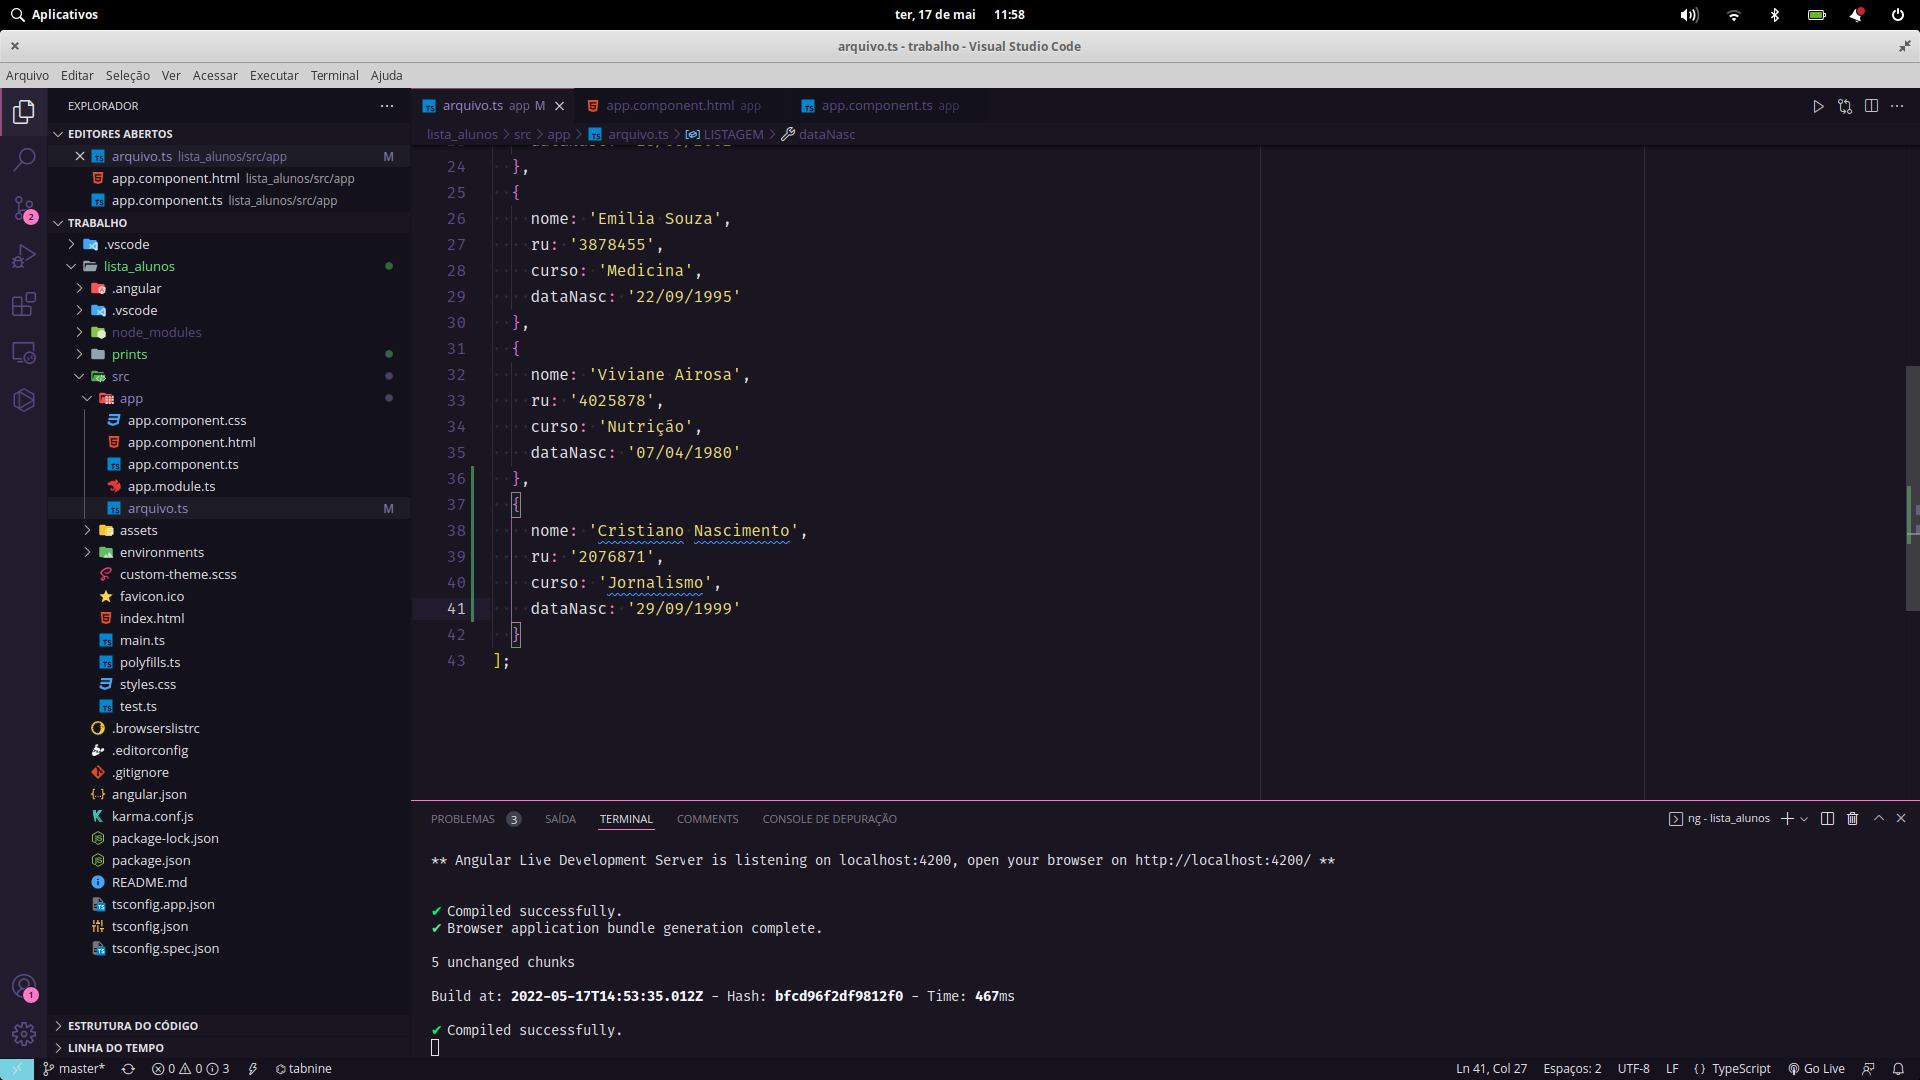 Aplicativos
ter, 17 de mai 11:58
arquivo.ts - trabalho - Visual Studio Code
Arquivo Editar Seleção Ver Acessar Executar Terminal Ajuda
EXPLORADOR
EDITORES ABERTOS
arquivo.ts lista_alunos/src/app M
app.component.html lista_alunos/src/app
app.component.ts lista_alunos/src/app
2
TRABALHO
.vscode
lista_alunos
.angular
.vscode
node_modules
prints
src
app
app.component.css
app.component.html
app.component.ts
app.module.ts
arquivo.ts M
assets
environments
custom-theme.scss
favicon.ico
index.html
main.ts
polyfills.ts
styles.css
test.ts
.browserslistrc
.editorconfig
.gitignore
angular.json
karma.conf.js
package-lock.json
package.json
README.md
tsconfig.app.json
tsconfig.json
tsconfig.spec.json
1
ESTRUTURA DO CÓDIGO
LINHA DO TEMPO
arquivo.ts app M app.component.html app app.component.ts app
lista_alunos > src > app > arquivo.ts > LISTAGEM > dataNasc
24 },
25 {
26 nome: 'Emilia Souza',
27 ru: '3878455',
28 curso: 'Medicina',
29 dataNasc: '22/09/1995'
30 },
31 {
32 nome: 'Viviane Airosa',
33 ru: '4025878',
34 curso: 'Nutrição',
35 dataNasc: '07/04/1980'
36 },
37 {
38 nome: 'Cristiano Nascimento',
39 ru: '2076871',
40 curso: 'Jornalismo',
41 dataNasc: '29/09/1999'
42 }
43 ];
PROBLEMAS 3 SAÍDA TERMINAL COMMENTS CONSOLE DE DEPURAÇÃO
ng - lista_alunos
** Angular Live Development Server is listening on localhost:4200, open your browser on http://localhost:4200/ **
✔ Compiled successfully.
✔ Browser application bundle generation complete.
5 unchanged chunks
Build at: 2022-05-17T14:53:35.012Z - Hash: bfcd96f2df9812f0 - Time: 467ms
✔ Compiled successfully.
master* 0 0 3 tabnine
Ln 41, Col 27 Espaços: 2 UTF-8 LF { } TypeScript Go Live